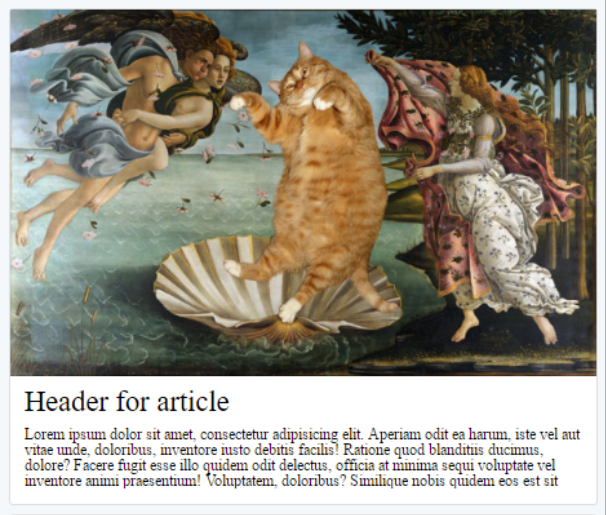 Header for article
Lorem ipsum dolor sit amet, consectetur adipisicing elit. Aperiam odit ea harum, iste vel aut
vitae unde, doloribus, inventore iusto debitis facilis! Ratione quod blanditiis ducimus,
dolore? Facere fugit esse illo quidem odit delectus, officia at minima sequi voluptate vel
inventore animi praesentium! Voluptatem, doloribus? Similique nobis quidem eos est sit